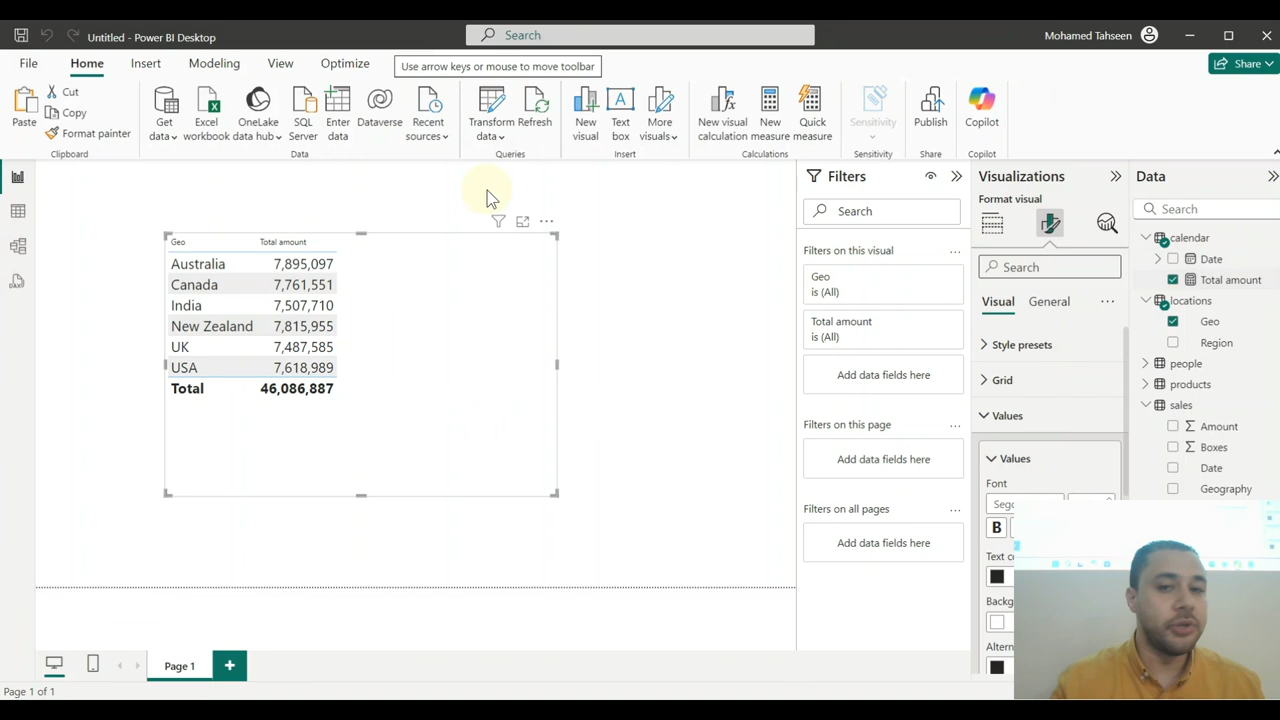 Untitled - Power BI Desktop
Search
Mohamed Tahseen
File
Home
Insert
Modeling
View
Optimize
Use arrow keys or mouse to move toolbar
Share
Paste
Cut
Copy
Format painter
Get data
Excel workbook
OneLake data hub
SQL Server
Enter data
Dataverse
Recent sources
Transform data
Refresh
New visual
Text box
More visuals
New visual calculation
New measure
Quick measure
Sensitivity
Publish
Copilot
Clipboard
Data
Queries
Insert
Calculations
Sensitivity
Share
Copilot
Geo Total amount
Australia 7,895,097
Canada 7,761,551
India 7,507,710
New Zealand 7,815,955
UK 7,487,585
USA 7,618,989
Total 46,086,887
Filters
Search
Filters on this visual
Geo
is (All)
Total amount
is (All)
Add data fields here
Filters on this page
Add data fields here
Filters on all pages
Add data fields here
Visualizations
Format visual
Search
Visual
General
Style presets
Grid
Values
Values
Font
B
Data
Search
calendar
Date
Total amount
locations
Geo
Region
people
products
sales
Amount
Boxes
Date
Geography
Page 1
Page 1 of 1